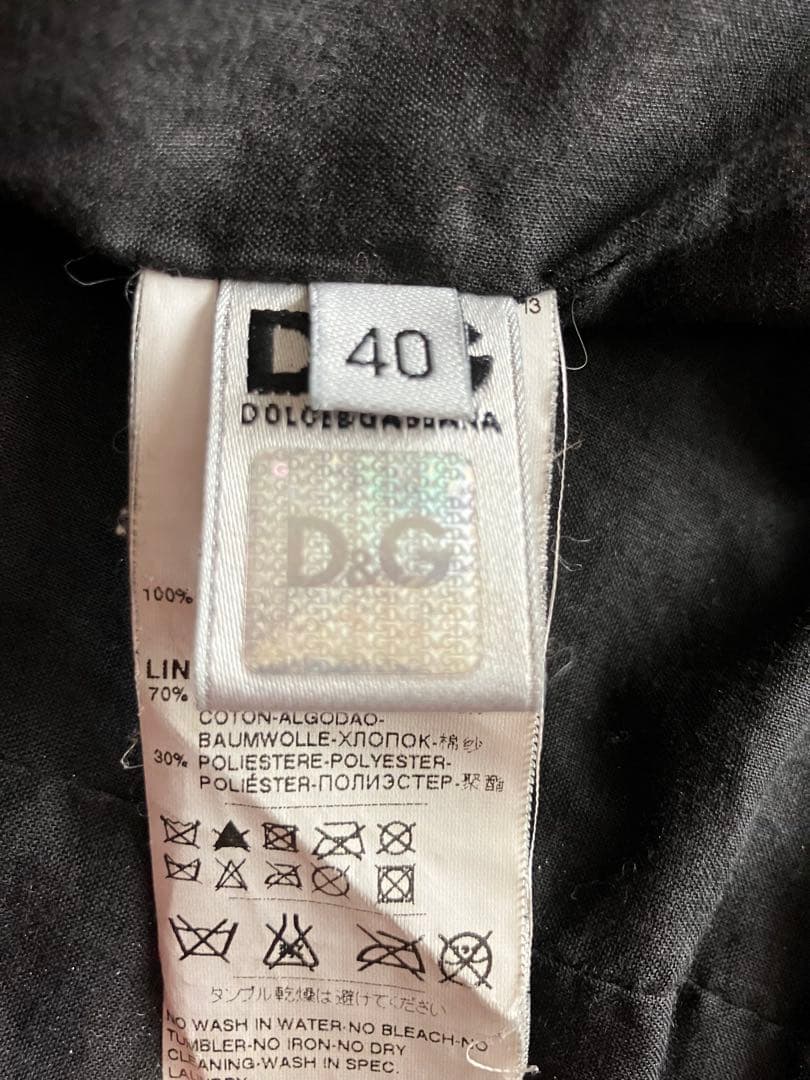 40
13
DOLCE&GABBANA
D&G
100%
LIN
70%
COTON-ALGODAO-
BAUMWOLLE-ХЛОПОК-棉纱
30% POLIESTERE-POLYESTER-
POLIÉSTER-ПОЛИЭСТЕР-聚酯
タンブル乾燥は避けてください
NO WASH IN WATER-NO BLEACH-NO
TUMBLER-NO IRON-NO DRY
CLEANING-WASH IN SPEC.